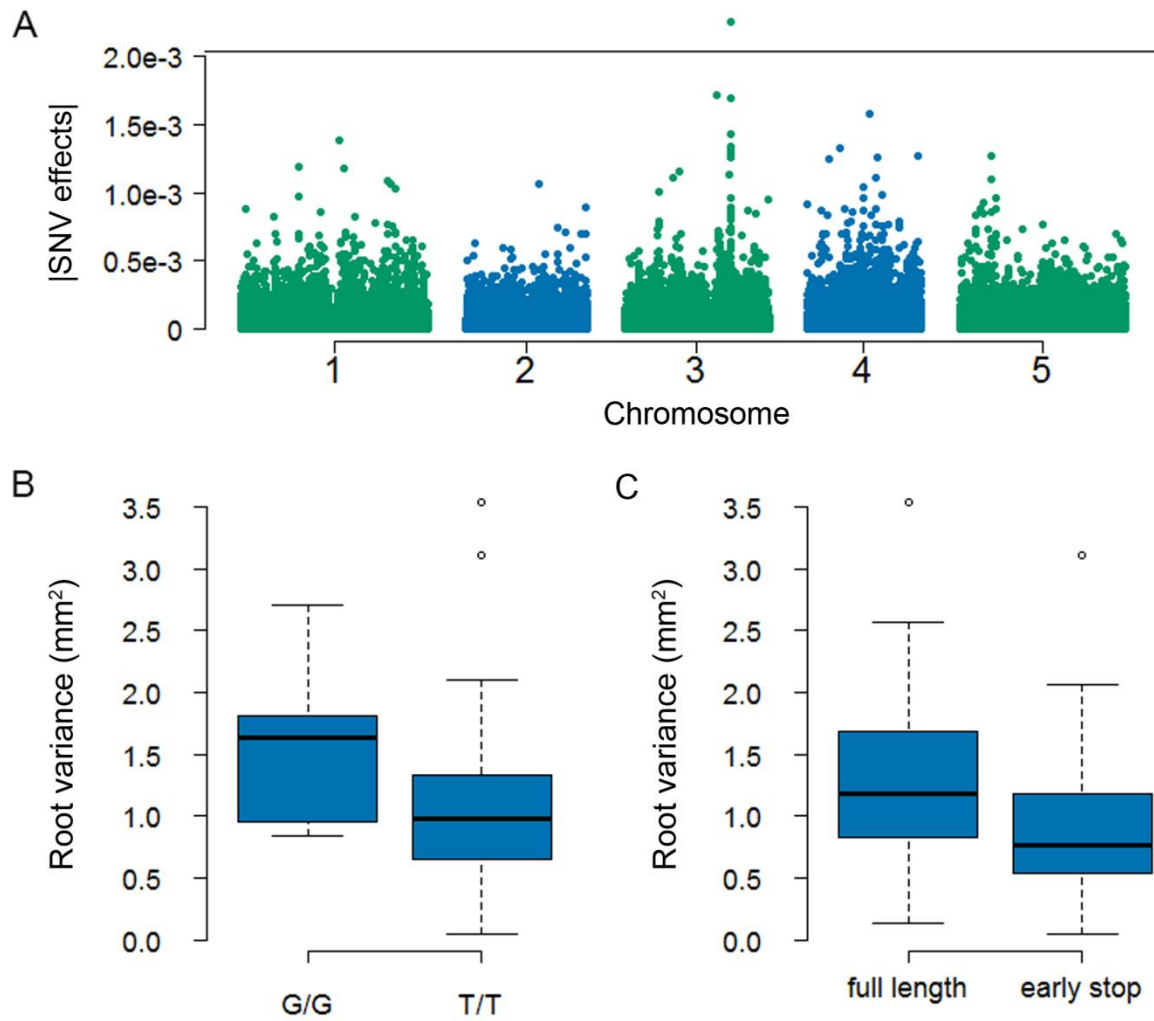 A
|SNV effects|
2.0e-3
1.5e-3
1.0e-3
0.5e-3
0
1 2 3 4 5
Chromosome
B
Root variance (mm²)
3.5
3.0
2.5
2.0
1.5
1.0
0.5
0.0
G/G T/T
C
Root variance (mm²)
3.5
3.0
2.5
2.0
1.5
1.0
0.5
0.0
full length early stop